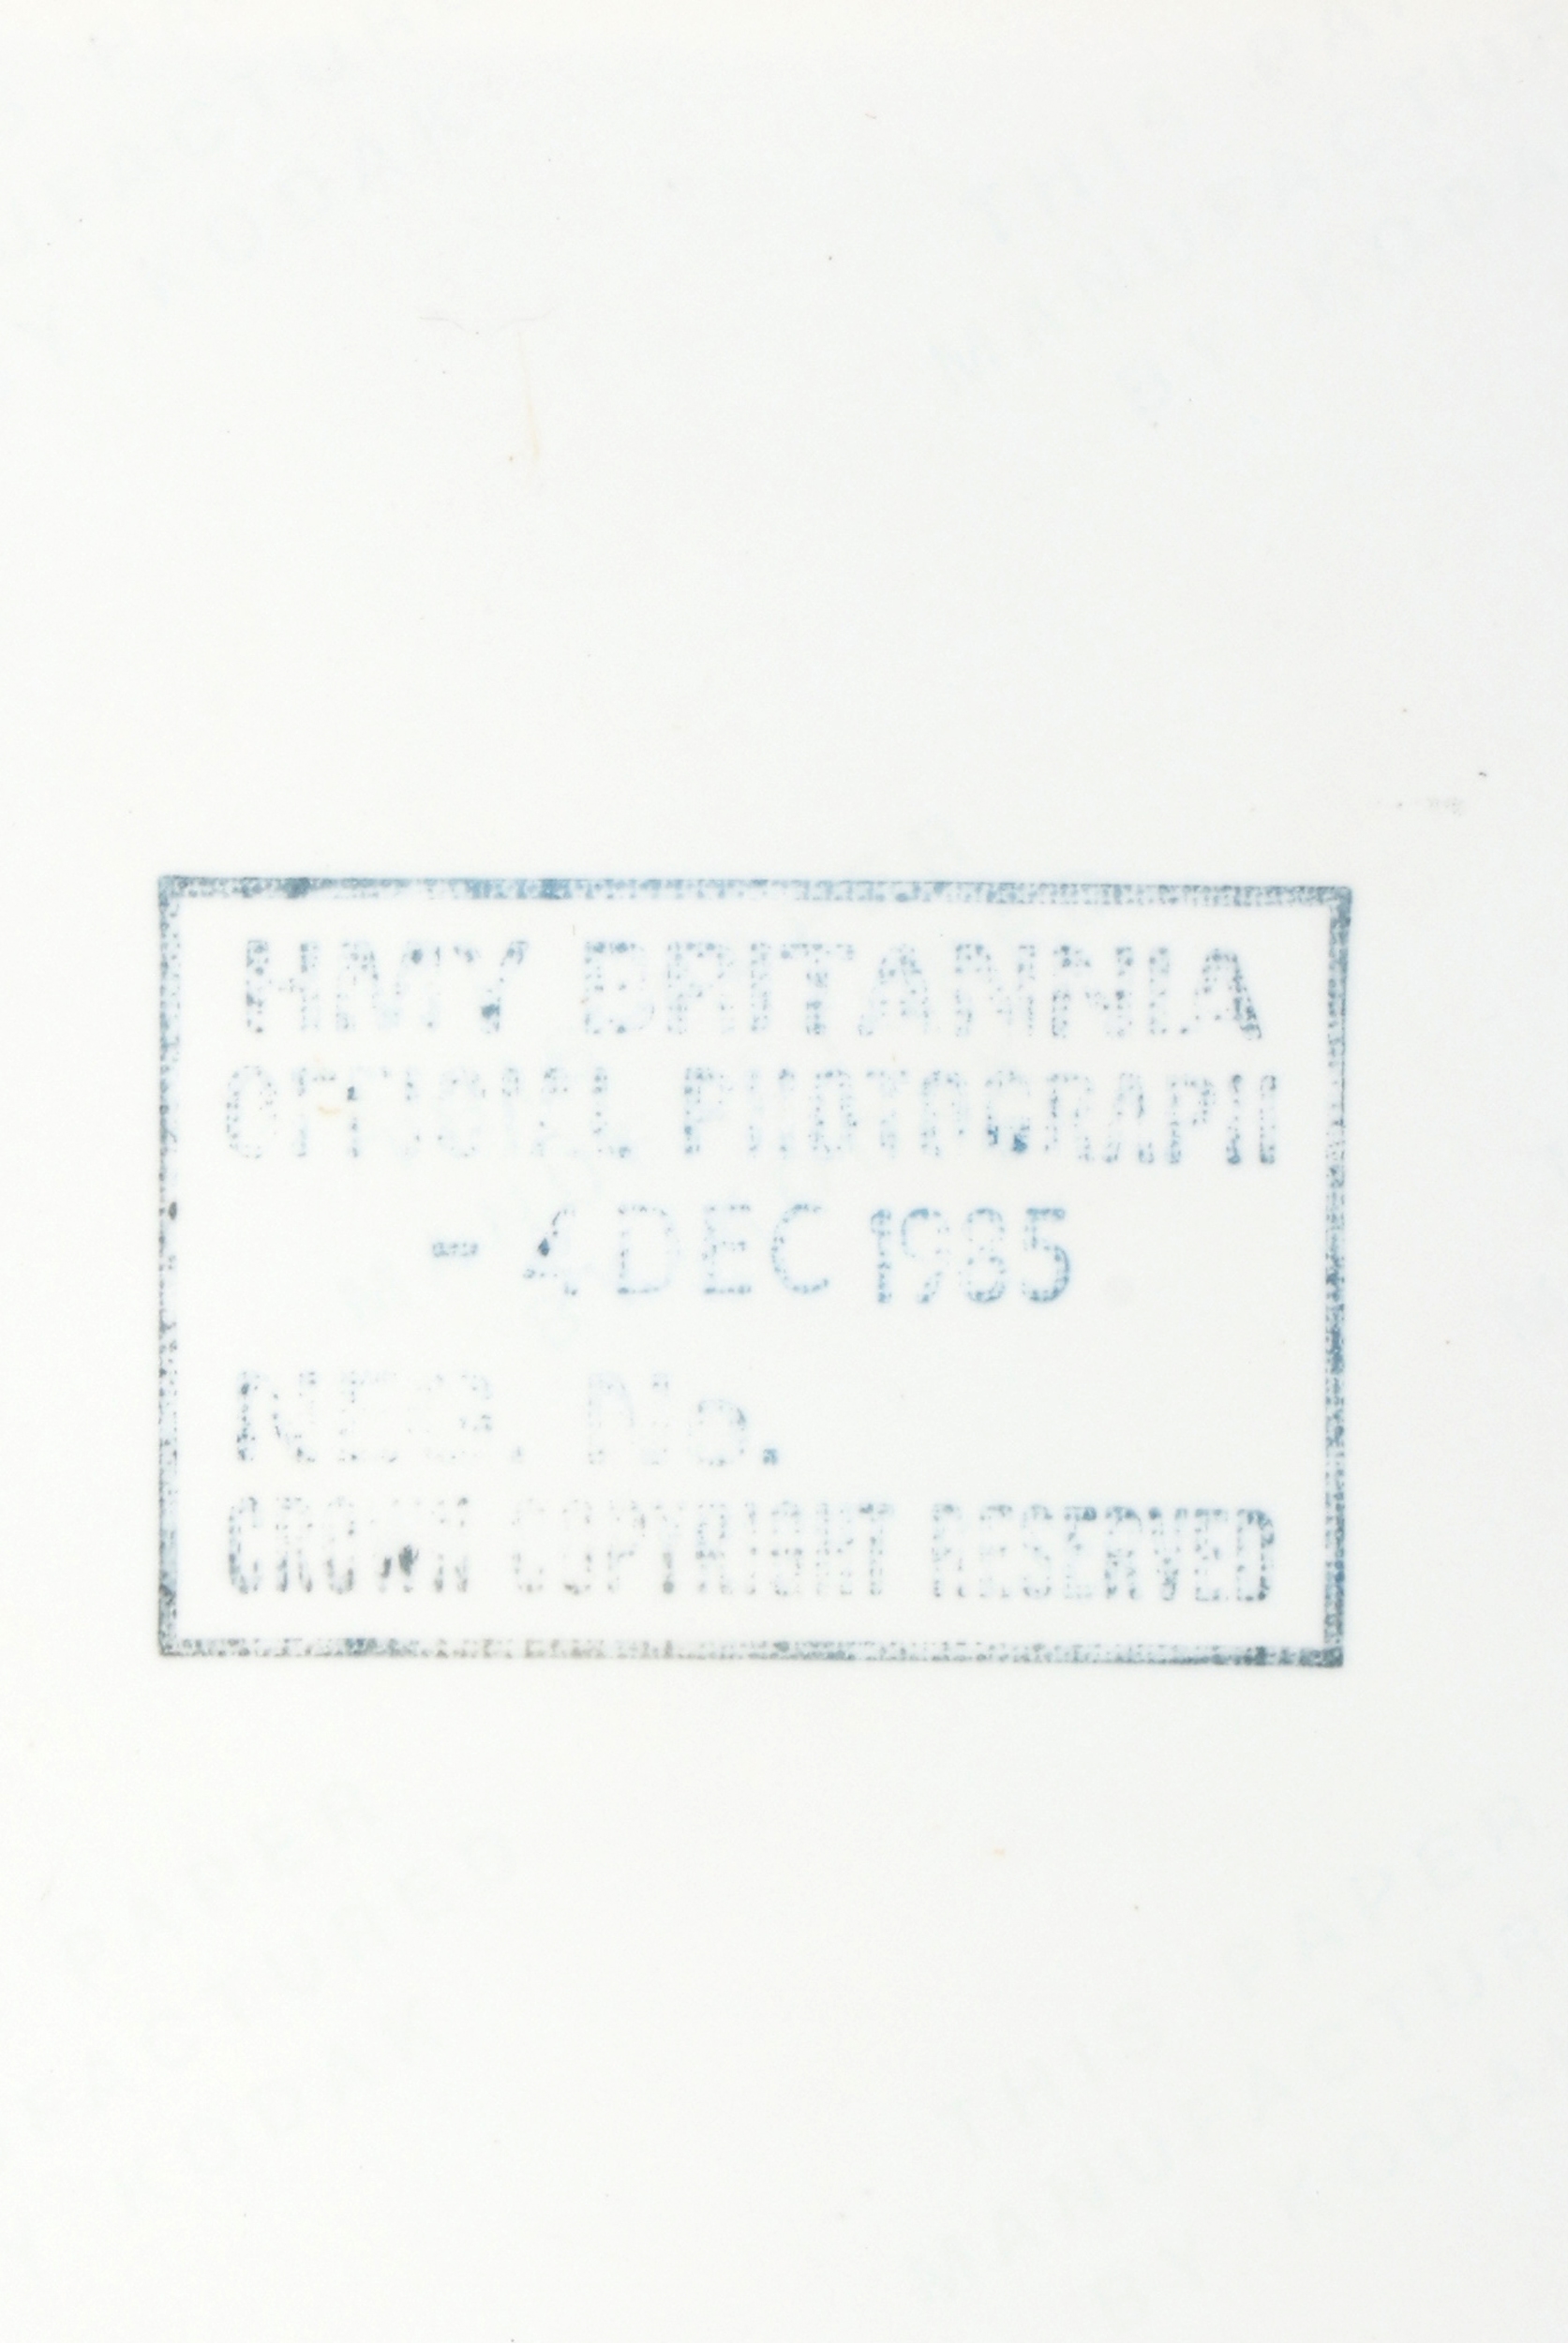 HMY BRITANNIA
OFFICIAL PHOTOGRAPH
- 4 DEC 1985
NEG. No.
CROWN COPYRIGHT RESERVED